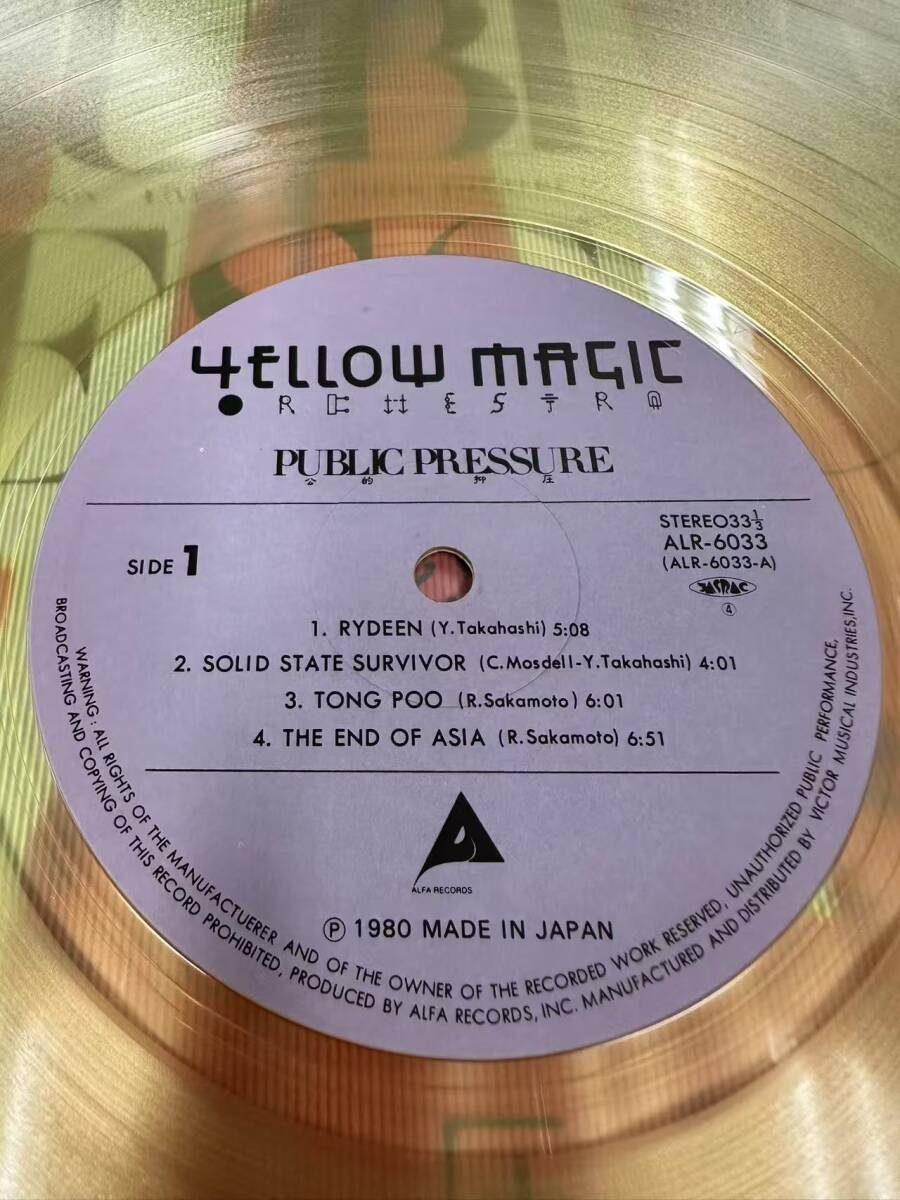 YELLOW MAGIC
ORCHESTRA
PUBLIC PRESSURE
公的抑圧
SIDE 1
STEREO33⅓
ALR-6033
(ALR-6033-A)
JASRAC
④
1. RYDEEN (Y. Takahashi) 5:08
2. SOLID STATE SURVIVOR (C. Mosdell-Y. Takahashi) 4:01
3. TONG POO (R. Sakamoto) 6:01
4. THE END OF ASIA (R. Sakamoto) 6:51
ALFA RECORDS
Ⓟ 1980 MADE IN JAPAN
WARNING: ALL RIGHTS OF THE MANUFACTUERER AND OF THE OWNER OF THE RECORDED WORK RESERVED, UNAUTHORIZED PUBLIC PERFORMANCE,
BROADCASTING AND COPYING OF THIS RECORD PROHIBITED, PRODUCED BY ALFA RECORDS, INC. MANUFACTURED AND DISTRIBUTED BY VICTOR MUSICAL INDUSTRIES, INC.